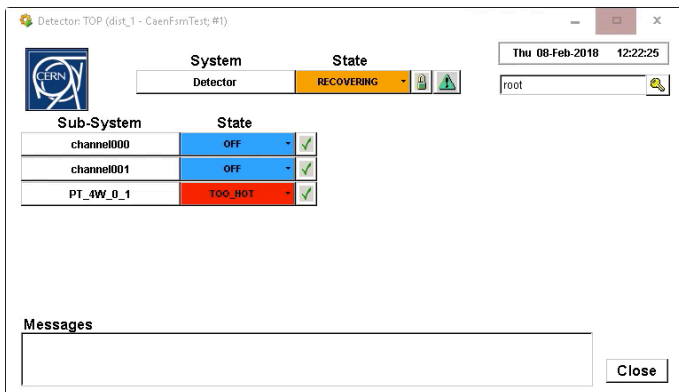 Detector: TOP (dist_1 - CaenFsmTest; #1)
Thu 08-Feb-2018 12:22:25
CERN
System State
Detector RECOVERING
root
Sub-System State
channel000 OFF
channel001 OFF
PT_4W_0_1 TOO_HOT
Messages
Close